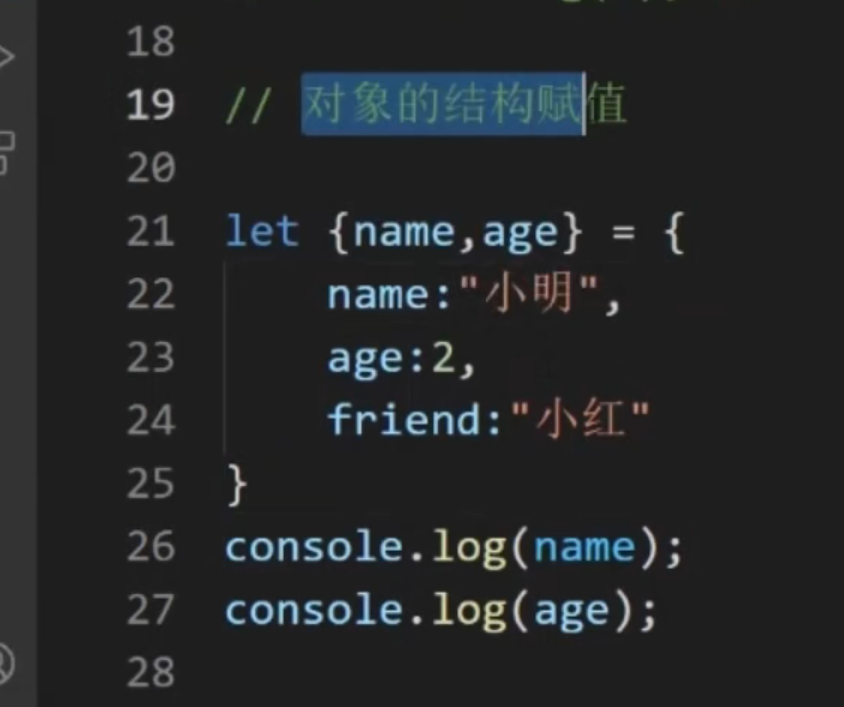 18
19 // 对象的结构赋值
20
21 let {name,age} = {
22 name:"小明",
23 age:2,
24 friend:"小红"
25 }
26 console.log(name);
27 console.log(age);
28